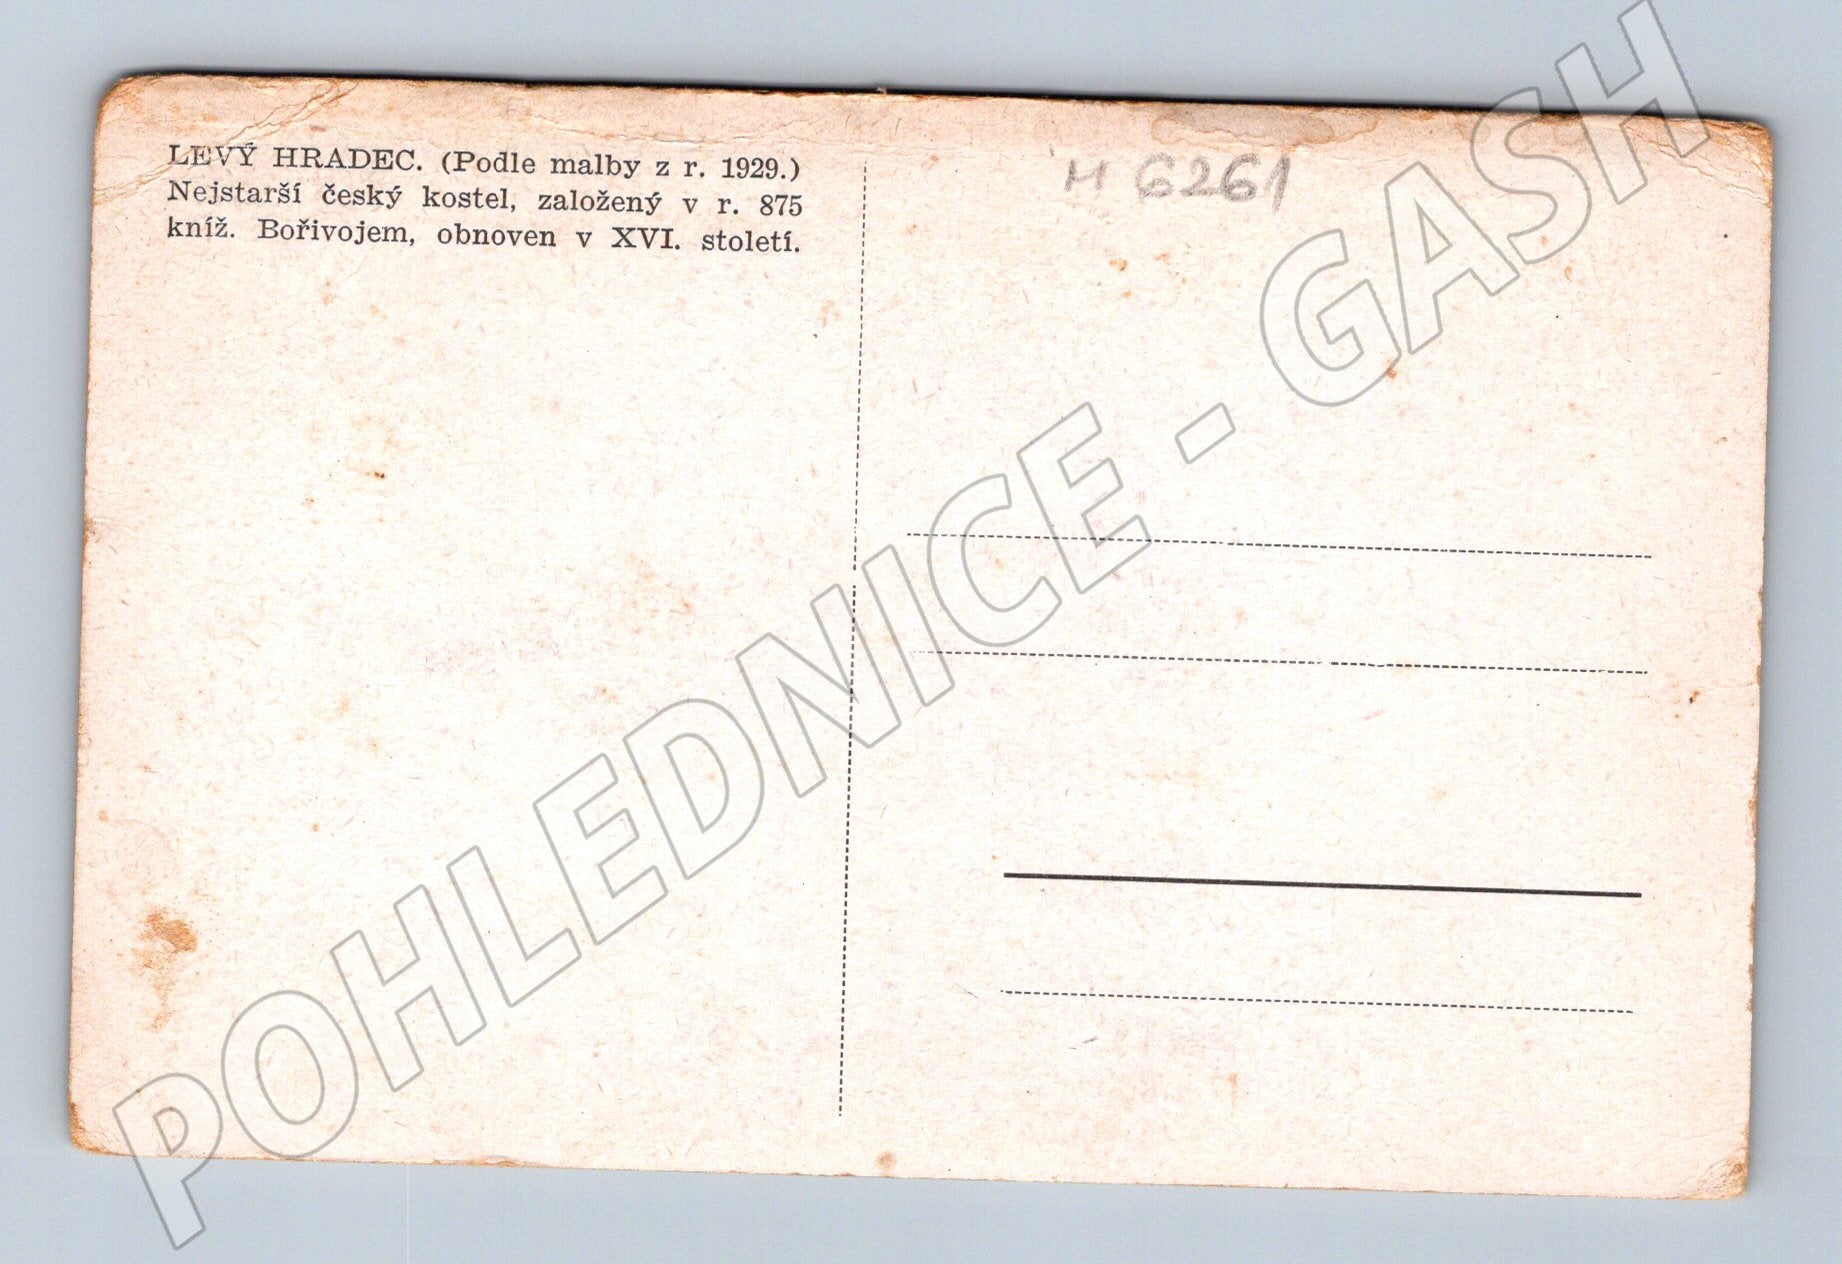 LEVÝ HRADEC. (Podle malby z r. 1929.)
Nejstarší český kostel, založený v r. 875
kníž. Bořivojem, obnoven v XVI. století.
M 6261
POHLEDNICE - GASH